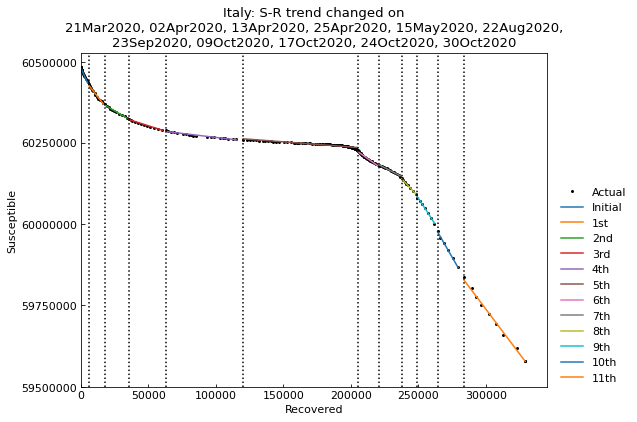 Italy: S-R trend changed on
21Mar2020, 02Apr2020, 13Apr2020, 25Apr2020, 15May2020, 22Aug2020,
23Sep2020, 09Oct2020, 17Oct2020, 24Oct2020, 30Oct2020
60500000
60250000
60000000
59750000
59500000
Susceptible
0
50000
100000
150000
200000
250000
300000
Recovered
Actual
Initial
1st
2nd
3rd
4th
5th
6th
7th
8th
9th
10th
11th